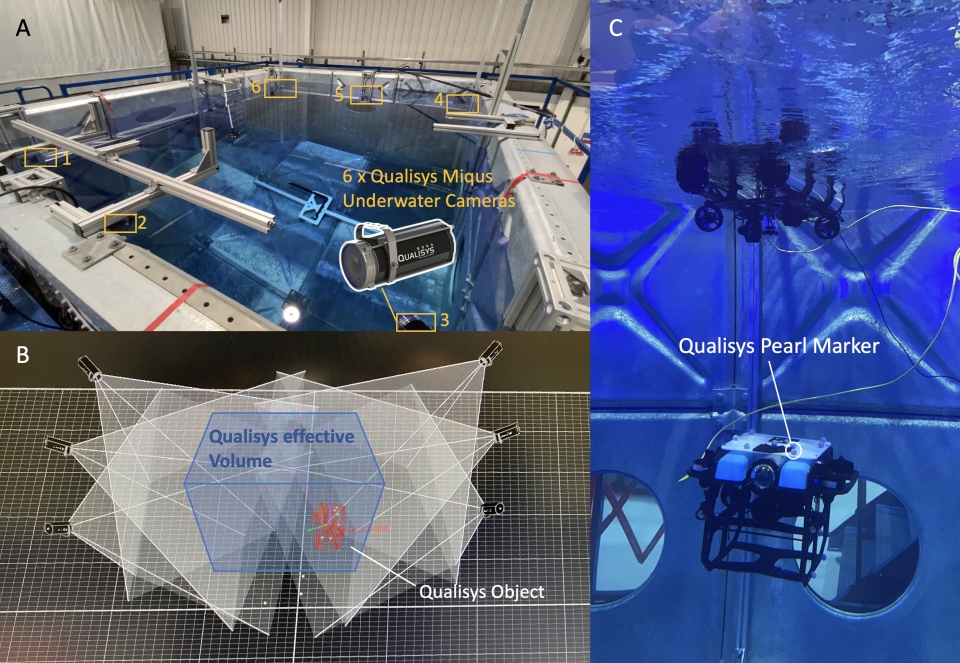 A
6
5
4
1
2
6 x Qualisys Miqus
Underwater Cameras
QUALISYS
3
B
Qualisys effective
Volume
Qualisys Object
C
Qualisys Pearl Marker